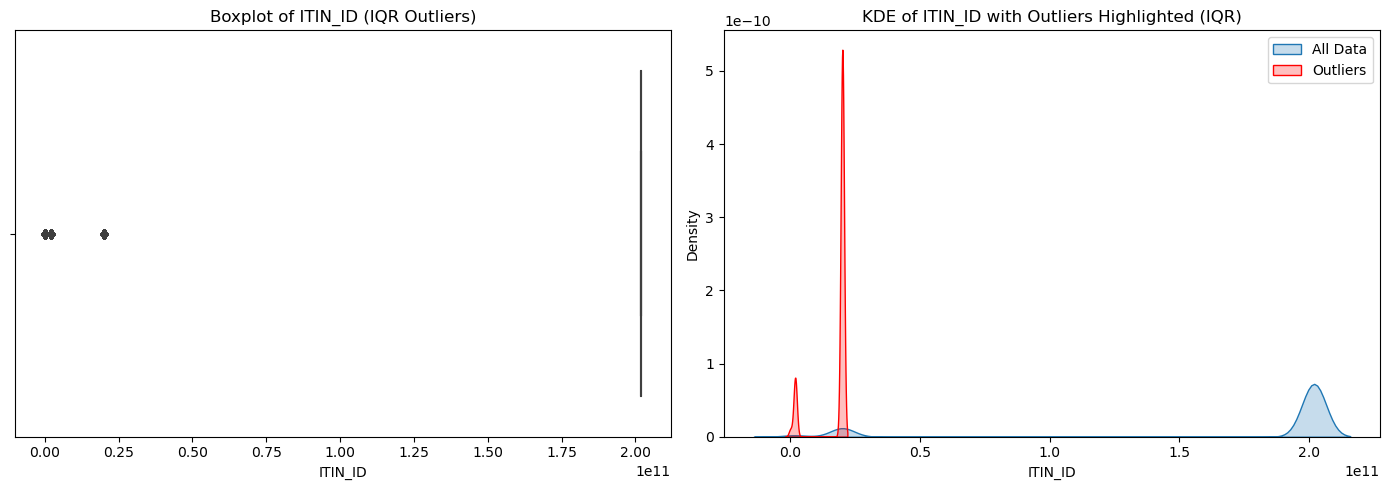 Boxplot of ITIN_ID (IQR Outliers)
0.00 0.25 0.50 0.75 1.00 1.25 1.50 1.75 2.00
1e11
ITIN_ID
KDE of ITIN_ID with Outliers Highlighted (IQR)
1e−10
All Data
Outliers
5
4
3
2
1
0
Density
0.0 0.5 1.0 1.5 2.0
1e11
ITIN_ID